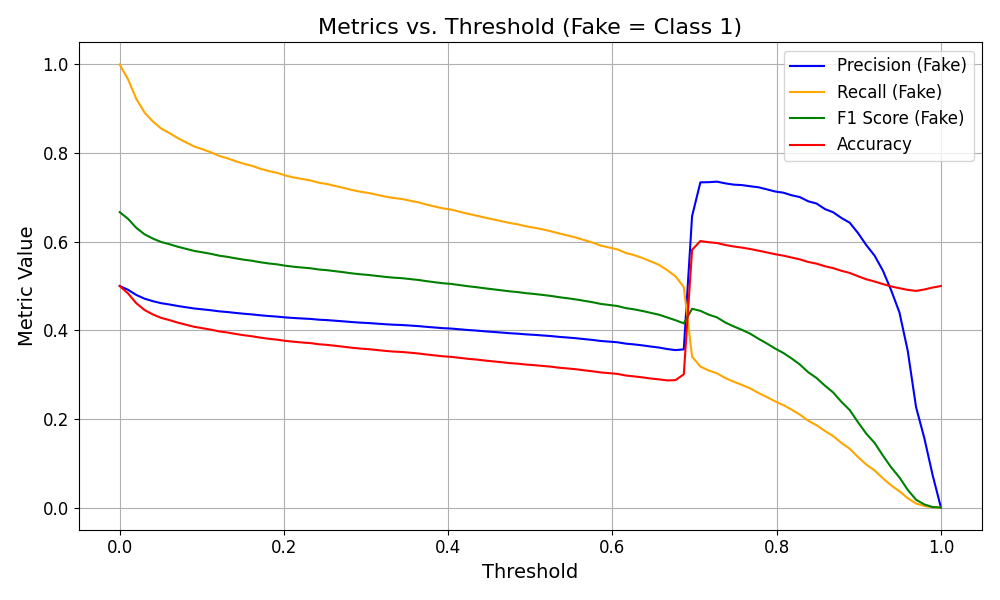 Metrics vs. Threshold (Fake = Class 1)
Precision (Fake)
Recall (Fake)
F1 Score (Fake)
Accuracy
Metric Value
1.0
0.8
0.6
0.4
0.2
0.0
0.0 0.2 0.4 0.6 0.8 1.0
Threshold